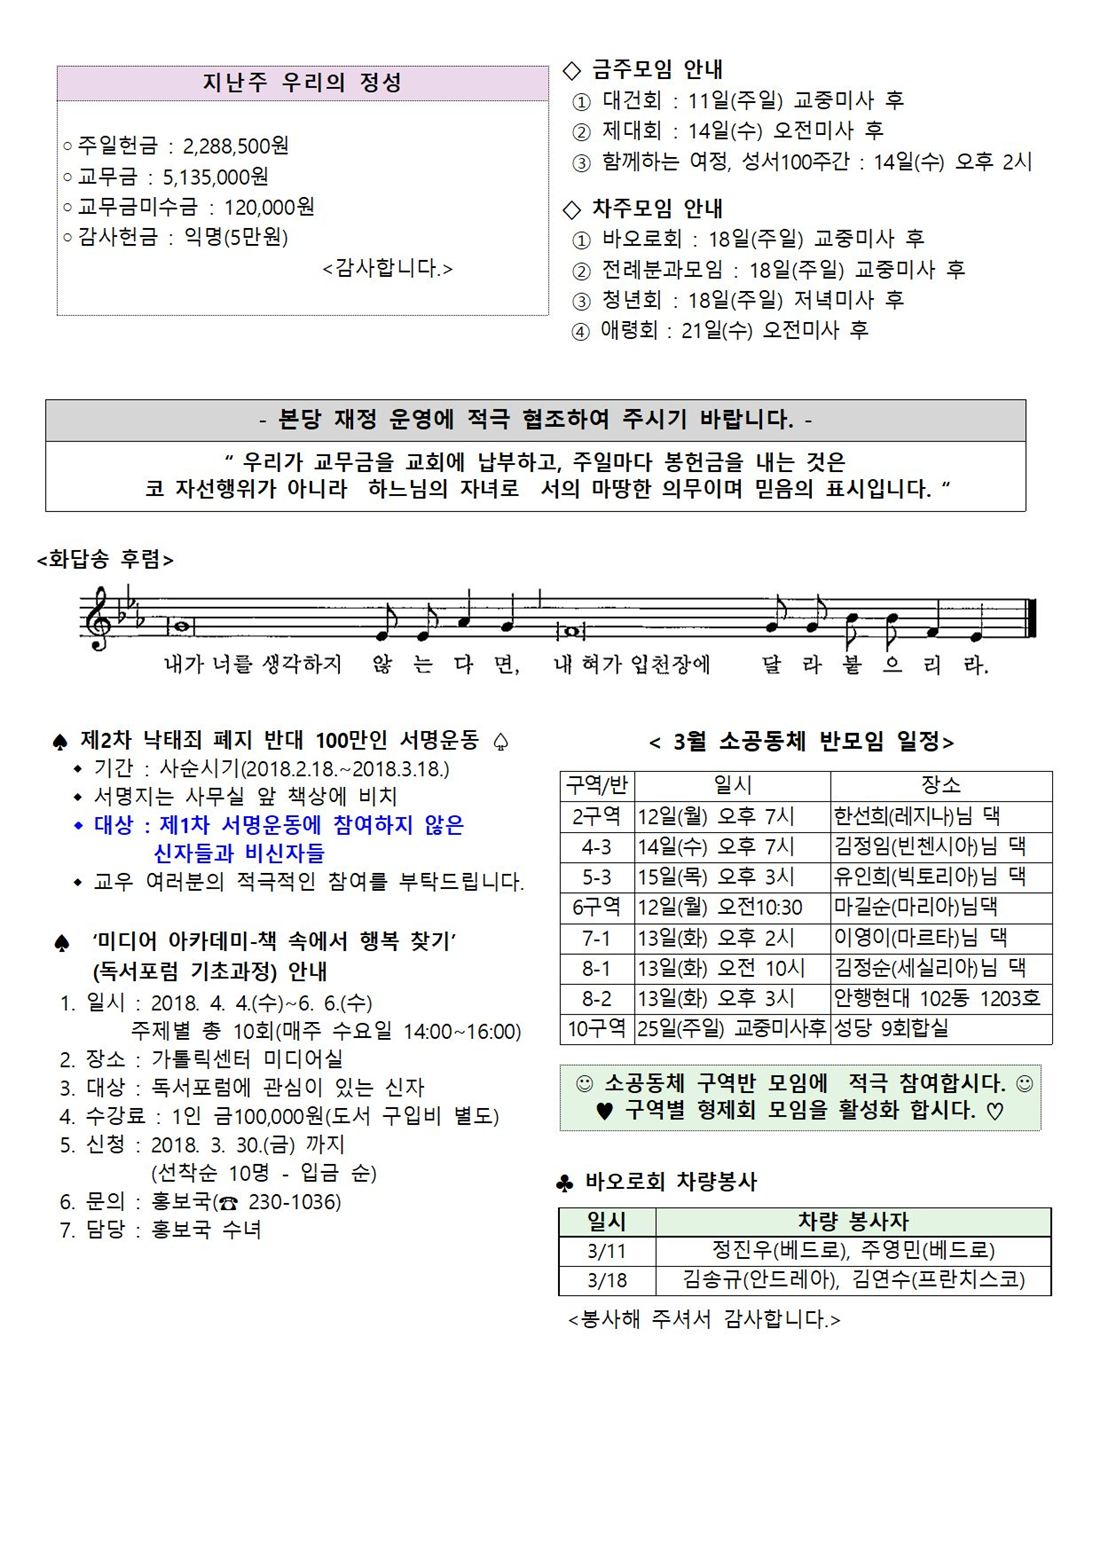 지난주 우리의 정성
○ 주일헌금 : 2,288,500원
○ 교무금 : 5,135,000원
○ 교무금미수금 : 120,000원
○ 감사헌금 : 익명(5만원)
<감사합니다.>
◇ 금주모임 안내
① 대건회 : 11일(주일) 교중미사 후
② 제대회 : 14일(수) 오전미사 후
③ 함께하는 여정, 성서100주간 : 14일(수) 오후 2시
◇ 차주모임 안내
① 바오로회 : 18일(주일) 교중미사 후
② 전례분과모임 : 18일(주일) 교중미사 후
③ 청년회 : 18일(주일) 저녁미사 후
④ 애령회 : 21일(수) 오전미사 후
- 본당 재정 운영에 적극 협조하여 주시기 바랍니다. -
“ 우리가 교무금을 교회에 납부하고, 주일마다 봉헌금을 내는 것은
코 자선행위가 아니라 하느님의 자녀로 서의 마땅한 의무이며 믿음의 표시입니다. “
<화답송 후렴>
내가 너를 생각하지 않 는 다 면, 내 혀가 입천장에 달 라 붙 으 리 라.
♠ 제2차 낙태죄 폐지 반대 100만인 서명운동 ♤
◆ 기간 : 사순시기(2018.2.18.~2018.3.18.)
◆ 서명지는 사무실 앞 책상에 비치
◆ 대상 : 제1차 서명운동에 참여하지 않은
신자들과 비신자들
◆ 교우 여러분의 적극적인 참여를 부탁드립니다.
♠ ‘미디어 아카데미-책 속에서 행복 찾기’
(독서포럼 기초과정) 안내
1. 일시 : 2018. 4. 4.(수)~6. 6.(수)
주제별 총 10회(매주 수요일 14:00~16:00)
2. 장소 : 가톨릭센터 미디어실
3. 대상 : 독서포럼에 관심이 있는 신자
4. 수강료 : 1인 금100,000원(도서 구입비 별도)
5. 신청 : 2018. 3. 30.(금) 까지
(선착순 10명 - 입금 순)
6. 문의 : 홍보국(☎ 230-1036)
7. 담당 : 홍보국 수녀
< 3월 소공동체 반모임 일정>
구역/반 일시 장소
2구역 12일(월) 오후 7시 한선희(레지나)님 댁
4-3 14일(수) 오후 7시 김정임(빈첸시아)님 댁
5-3 15일(목) 오후 3시 유인희(빅토리아)님 댁
6구역 12일(월) 오전10:30 마길순(마리아)님댁
7-1 13일(화) 오후 2시 이영이(마르타)님 댁
8-1 13일(화) 오전 10시 김정순(세실리아)님 댁
8-2 13일(화) 오후 3시 안행현대 102동 1203호
10구역 25일(주일) 교중미사후 성당 9회합실
☺ 소공동체 구역반 모임에 적극 참여합시다. ☺
♥ 구역별 형제회 모임을 활성화 합시다. ♡
♣ 바오로회 차량봉사
일시 차량 봉사자
3/11 정진우(베드로), 주영민(베드로)
3/18 김송규(안드레아), 김연수(프란치스코)
<봉사해 주셔서 감사합니다.>